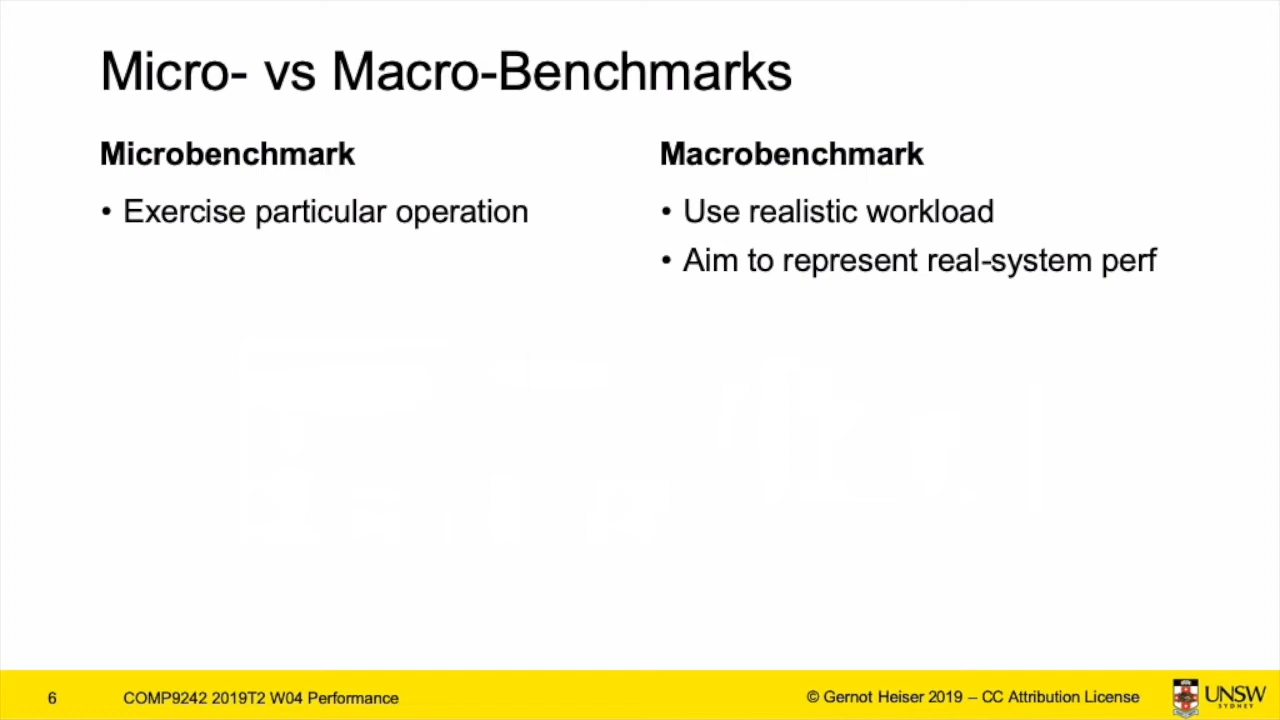 Micro- vs Macro-Benchmarks
Microbenchmark
• Exercise particular operation
Macrobenchmark
• Use realistic workload
• Aim to represent real-system perf
6
COMP9242 2019T2 W04 Performance
© Gernot Heiser 2019 – CC Attribution License
UNSW
SYDNEY